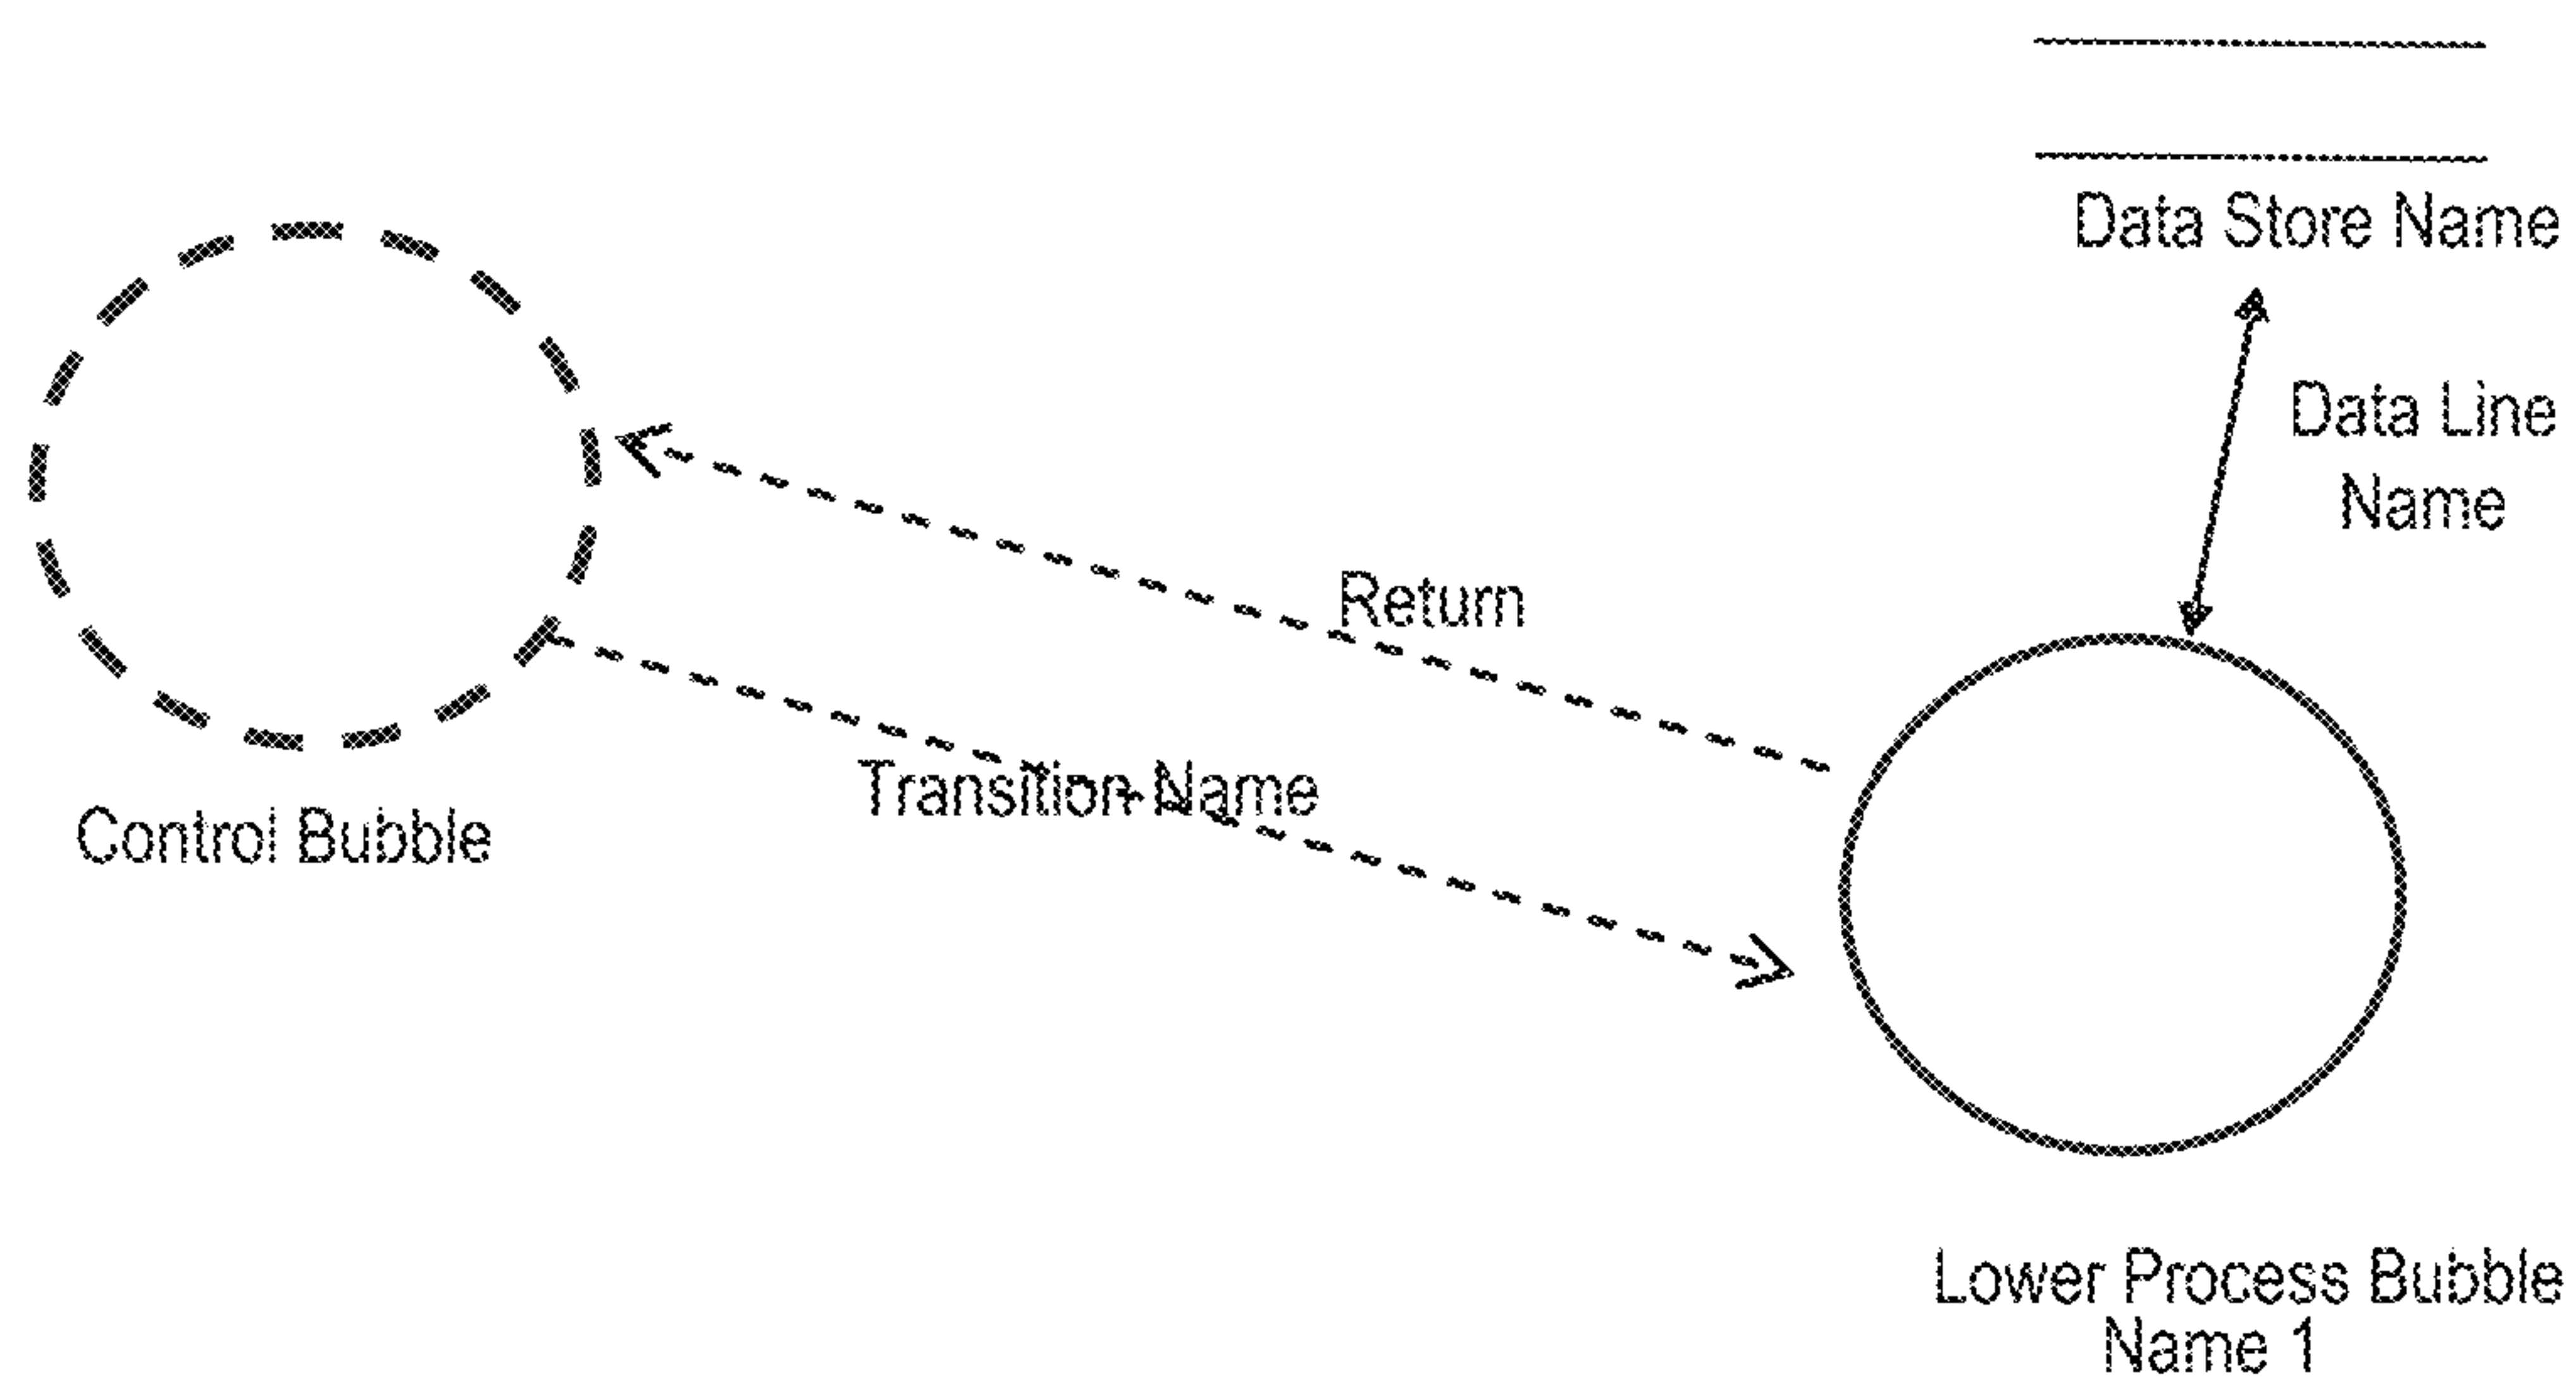 Data Store Name
Data Line
Name
Return
Transition Name
Control Bubble
Lower Process Bubble
Name 1